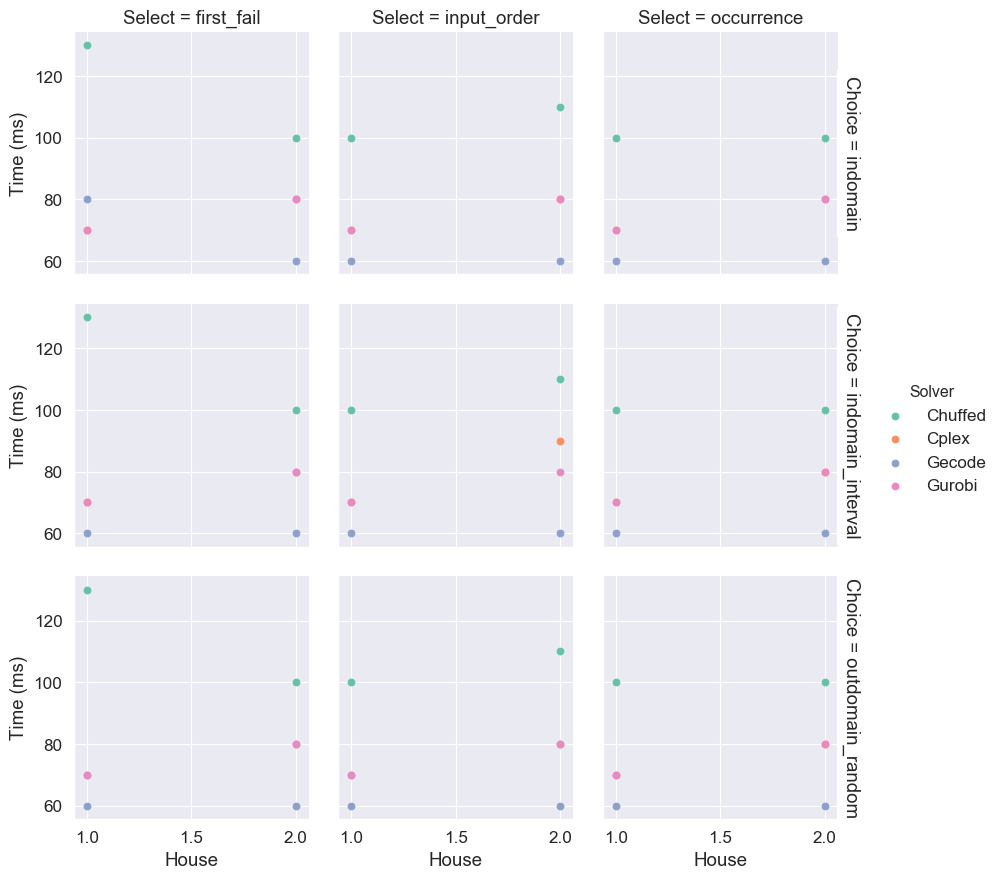 Select = first_fail
Select = input_order
Select = occurrence
120
100
80
60
Time (ms)
Choice = indomain
120
100
80
60
Time (ms)
Choice = indomain_interval
Solver
Chuffed
Cplex
Gecode
Gurobi
120
100
80
60
Time (ms)
Choice = outdomain_random
1.0 1.5 2.0
House
1.0 1.5 2.0
House
1.0 1.5 2.0
House